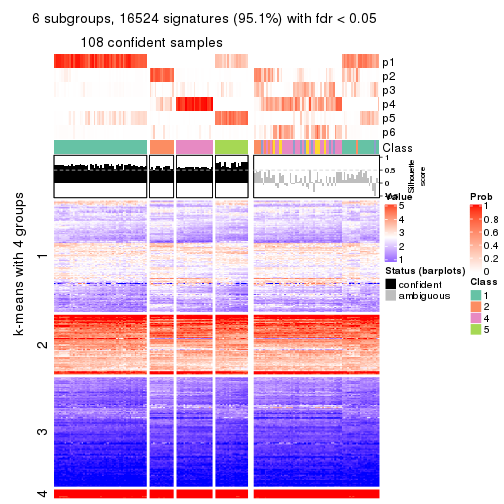 6 subgroups, 16524 signatures (95.1%) with fdr < 0.05
108 confident samples
p1
p2
p3
p4
p5
p6
Class
1
0.5
0
Silhouette
score
k-means with 4 groups
1
2
3
4
Value
5
4
3
2
1
Status (barplots)
confident
ambiguous
Prob
1
0.8
0.6
0.4
0.2
0
Class
1
2
4
5